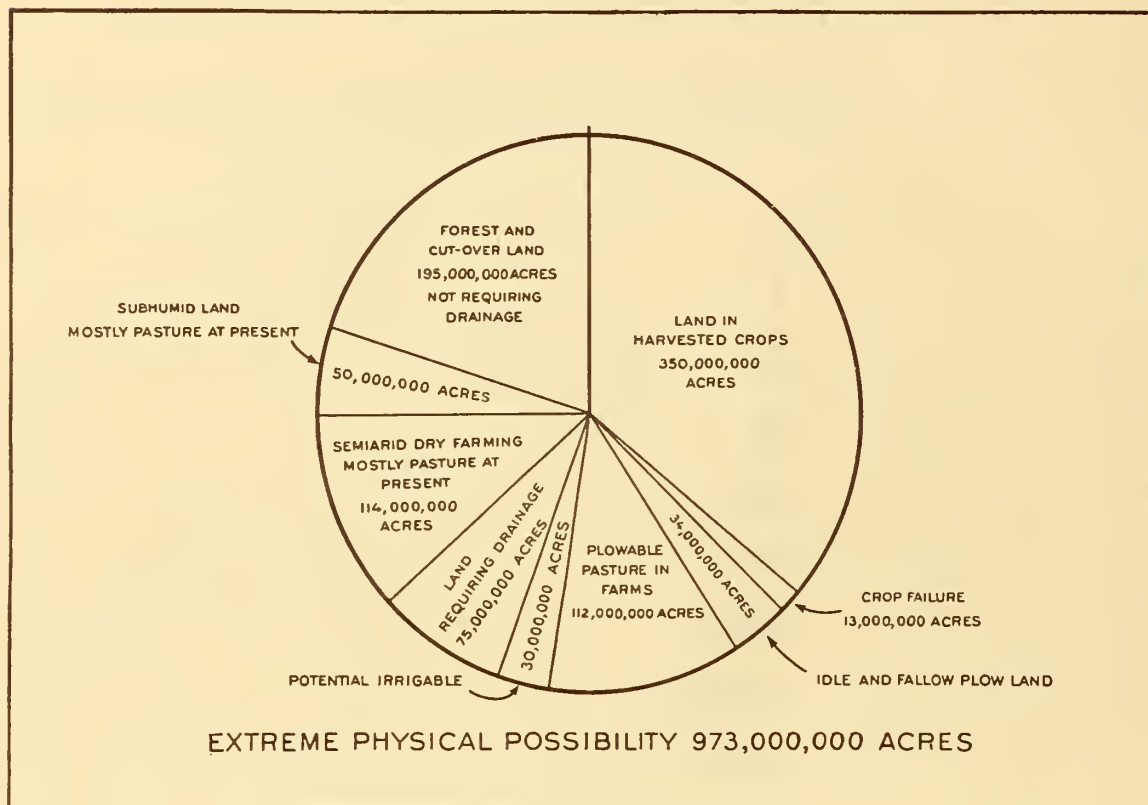 FOREST AND
CUT-OVER LAND
195,000,000 ACRES
NOT REQUIRING
DRAINAGE
SUBHUMID LAND
MOSTLY PASTURE AT PRESENT
50,000,000 ACRES
LAND IN
HARVESTED CROPS
350,000,000
ACRES
SEMIARID DRY FARMING
MOSTLY PASTURE AT
PRESENT
114,000,000
ACRES
LAND
REQUIRING DRAINAGE
75,000,000 ACRES
30,000,000 ACRES
PLOWABLE
PASTURE IN
FARMS
112,000,000 ACRES
34,000,000 ACRES
CROP FAILURE
13,000,000 ACRES
POTENTIAL IRRIGABLE
IDLE AND FALLOW PLOW LAND
EXTREME PHYSICAL POSSIBILITY 973,000,000 ACRES